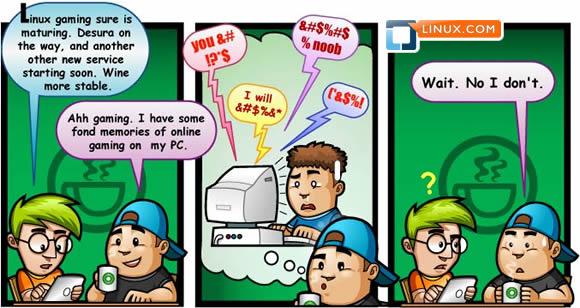 Linux gaming sure is
maturing. Desura on
the way, and another
other new service
starting soon. Wine
more stable.
Ahh gaming. I have some
fond memories of online
gaming on my PC.
you &#
!?*$
&#$%#$
% noob
I will
&#$%&*
('&$%!
LINUX.COM
Wait. No I don't.
?